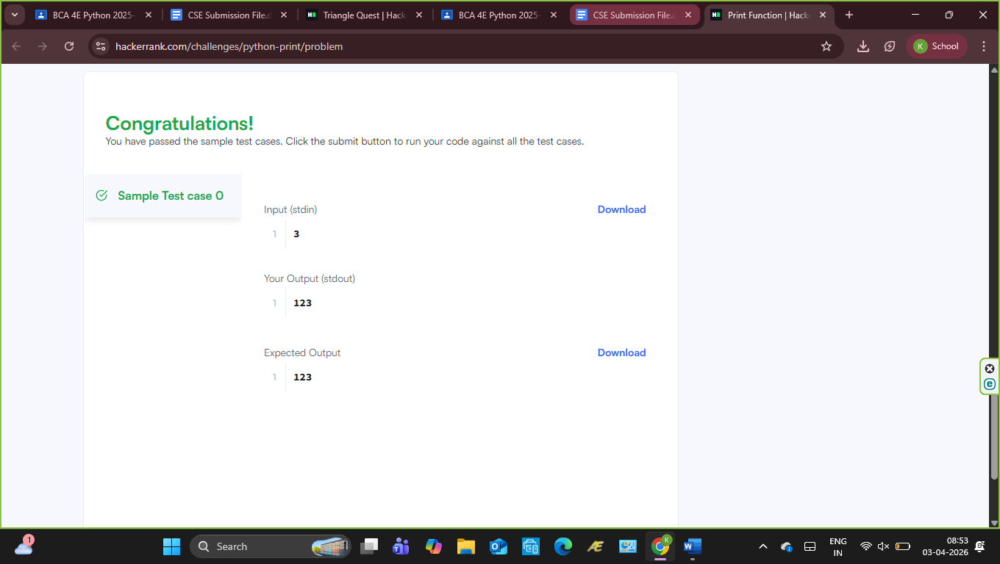 BCA 4E Python 2025-
CSE Submission File.d
Triangle Quest | Hack
BCA 4E Python 2025-
CSE Submission File.d
Print Function | Hacke
hackerrank.com/challenges/python-print/problem
K School
Congratulations!
You have passed the sample test cases. Click the submit button to run your code against all the test cases.
Sample Test case 0
Input (stdin) Download
1 3
Your Output (stdout)
1 123
Expected Output Download
1 123
1
Search
ENG
IN
08:53
03-04-2026